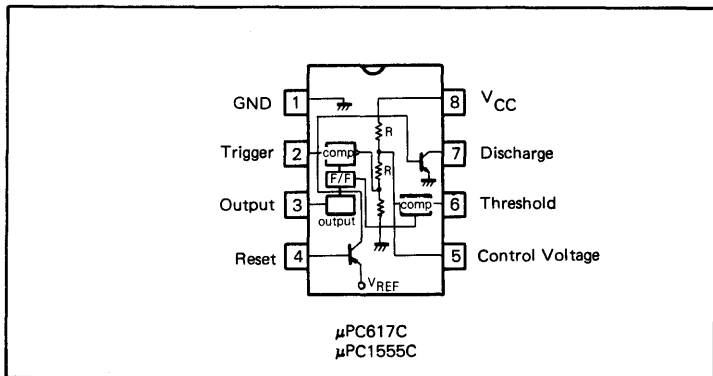 GND 1 8 VCC
R
Trigger 2 comp 7 Discharge
R
F/F
Output 3 comp 6 Threshold
output
Reset 4 5 Control Voltage
VREF
μPC617C
μPC1555C